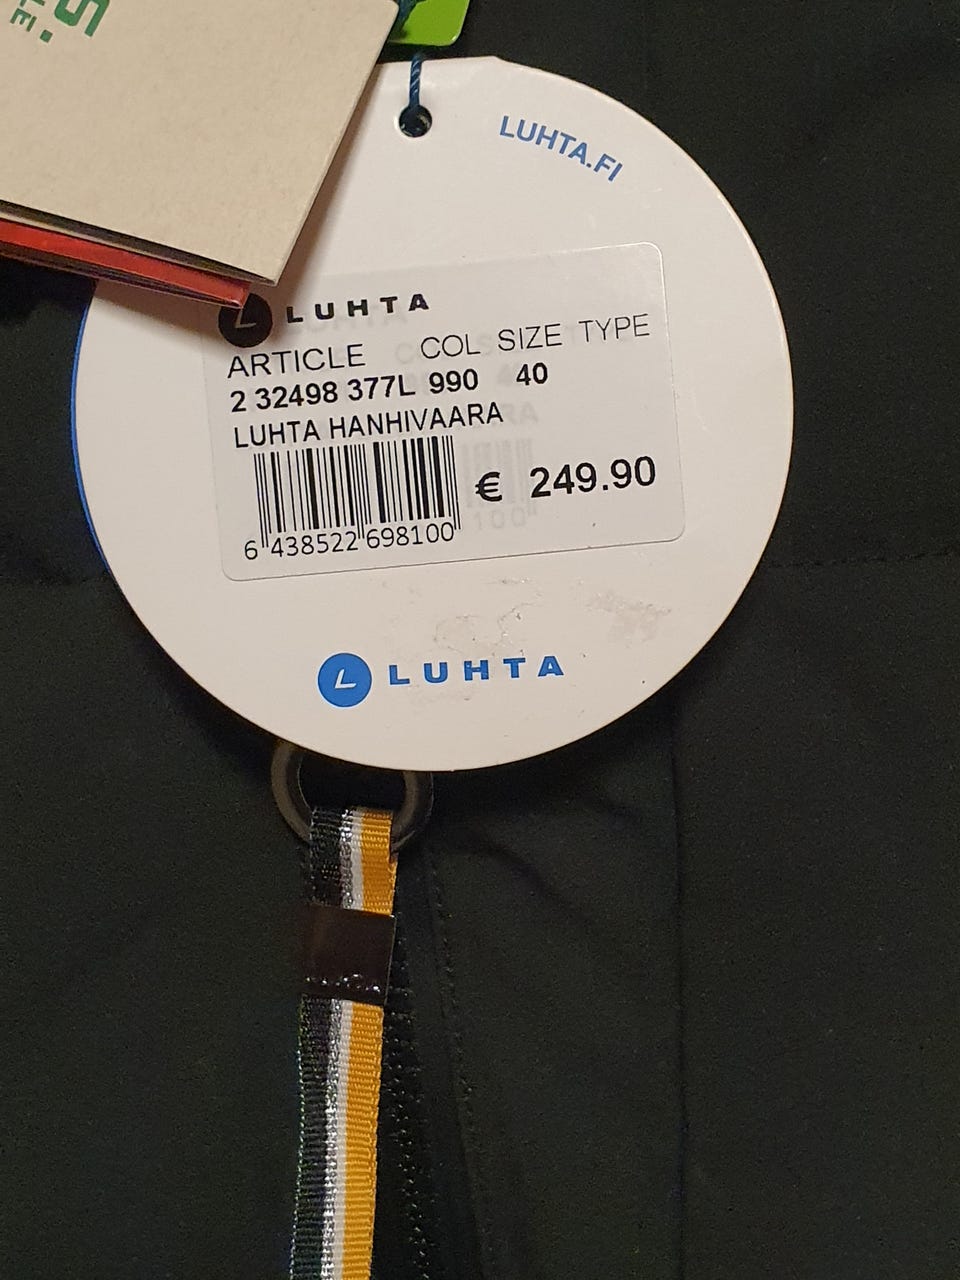 LUHTA.FI
LUHTA
ARTICLE COL SIZE TYPE
2 32498 377L 990 40
LUHTA HANHIVAARA
€ 249.90
6 438522 698100
LUHTA